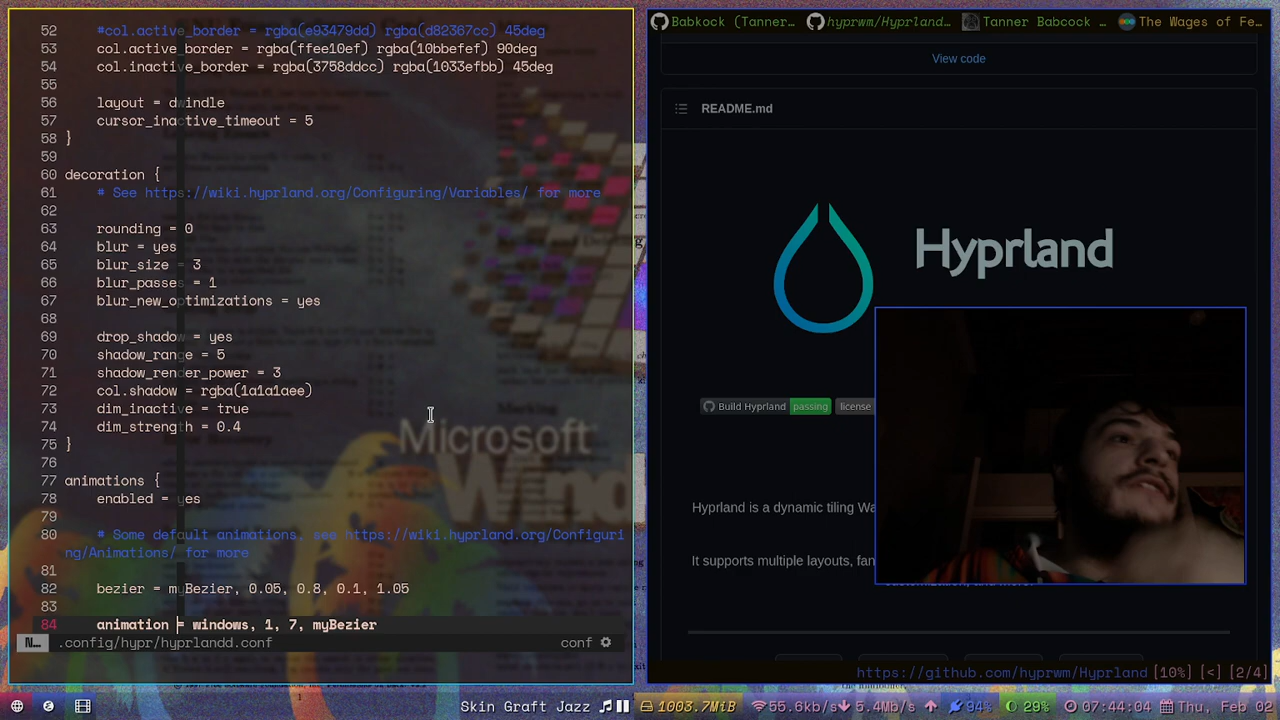 52 #col.active_border = rgba(e93479dd) rgba(d82367cc) 45deg
53 col.active_border = rgba(ffee10ef) rgba(10bbefef) 90deg
54 col.inactive_border = rgba(3758ddcc) rgba(1033efbb) 45deg
55
56 layout = dwindle
57 cursor_inactive_timeout = 5
58 }
59
60 decoration {
61 # See https://wiki.hyprland.org/Configuring/Variables/ for more
62
63 rounding = 0
64 blur = yes
65 blur_size = 3
66 blur_passes = 1
67 blur_new_optimizations = yes
68
69 drop_shadow = yes
70 shadow_range = 5
71 shadow_render_power = 3
72 col.shadow = rgba(1a1a1aee)
73 dim_inactive = true
74 dim_strength = 0.4
75 }
76
77 animations {
78 enabled = yes
79
80 # Some default animations, see https://wiki.hyprland.org/Configuri
ng/Animations/ for more
81
82 bezier = myBezier, 0.05, 0.8, 0.1, 1.05
83
84 animation = windows, 1, 7, myBezier
N… .config/hypr/hyprlandd.conf conf
Microsoft
Wind
Babkock (Tanner… hyprwm/Hyprland… Tanner Babcock … The Wages of Fe…
View code
README.md
Hyprland
Build Hyprland passing license
Hyprland is a dynamic tiling Wa
It supports multiple layouts, fan
https://github.com/hyprwm/Hyprland [10%] [<] [2/4]
1
Skin Graft Jazz 1003.7MiB 55.6kb/s 5.4Mb/s 94% 29% 07:44:04 Thu, Feb 02